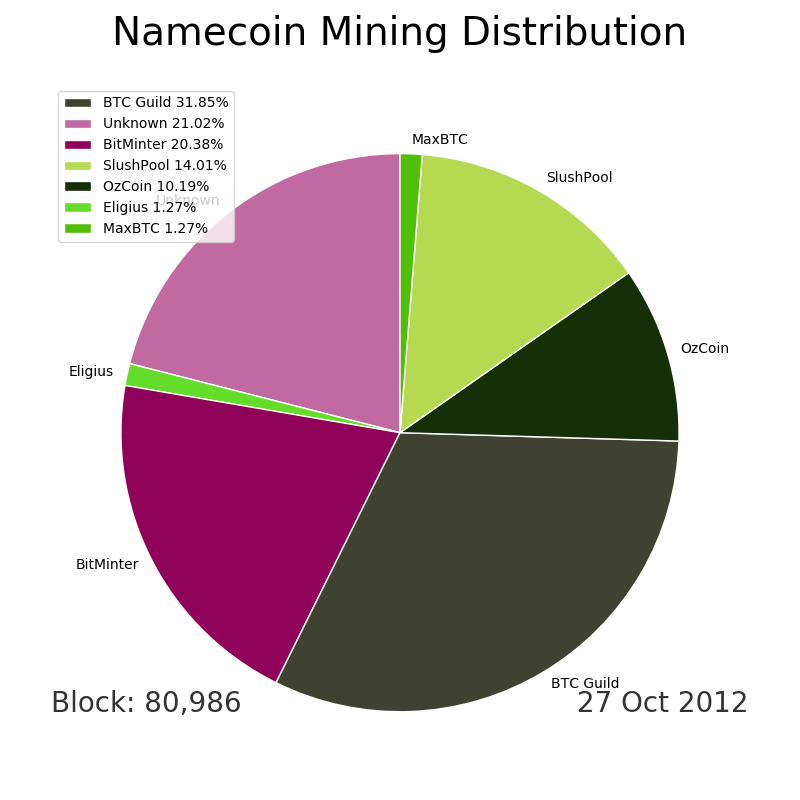 Namecoin Mining Distribution
BTC Guild 31.85%
Unknown 21.02%
BitMinter 20.38%
SlushPool 14.01%
OzCoin 10.19%
Eligius 1.27%
MaxBTC 1.27%
MaxBTC
SlushPool
Unknown
OzCoin
Eligius
BitMinter
BTC Guild
Block: 80,986
27 Oct 2012